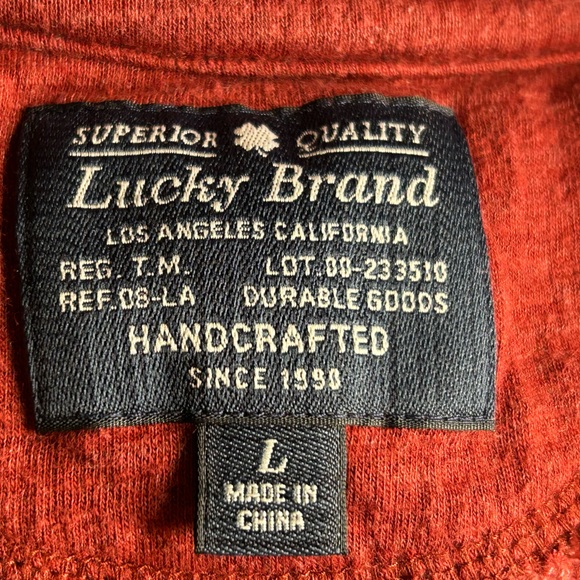 SUPERIOR QUALITY
Lucky Brand
LOS ANGELES CALIFORNIA
REG. T.M. LOT.00-233510
REF.08-LA DURABLE GOODS
HANDCRAFTED
SINCE 1990
L
MADE IN
CHINA